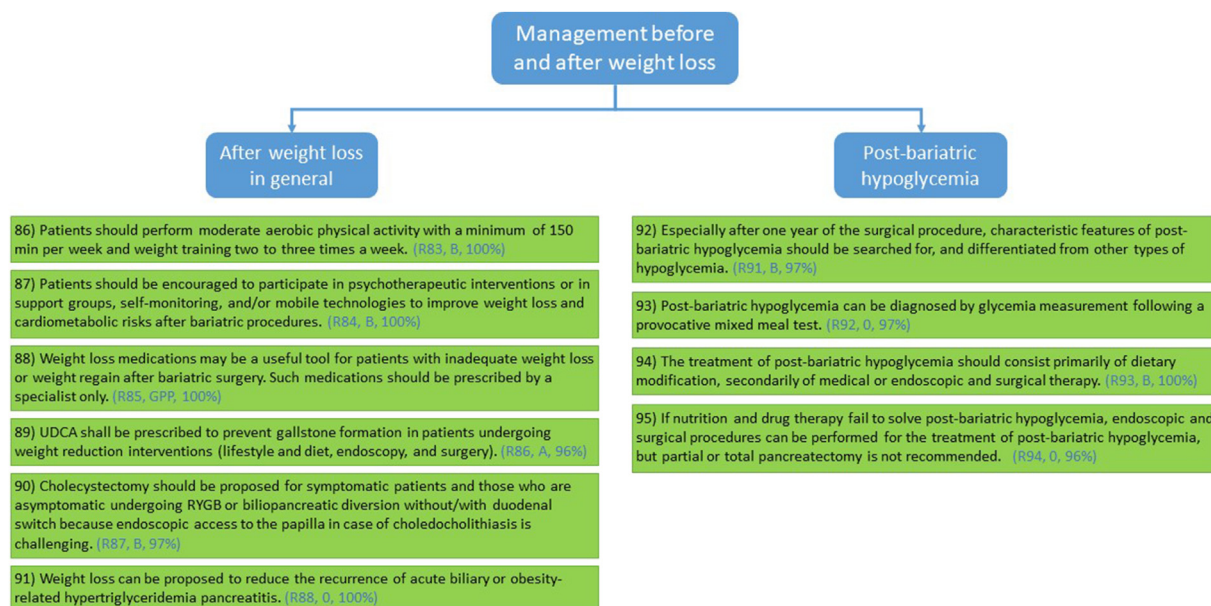 Management before
and after weight loss
After weight loss
in general
Post-bariatric
hypoglycemia
86) Patients should perform moderate aerobic physical activity with a minimum of 150
min per week and weight training two to three times a week. (R83, B, 100%)
87) Patients should be encouraged to participate in psychotherapeutic interventions or in
support groups, self-monitoring, and/or mobile technologies to improve weight loss and
cardiometabolic risks after bariatric procedures. (R84, B, 100%)
88) Weight loss medications may be a useful tool for patients with inadequate weight loss
or weight regain after bariatric surgery. Such medications should be prescribed by a
specialist only. (R85, GPP, 100%)
89) UDCA shall be prescribed to prevent gallstone formation in patients undergoing
weight reduction interventions (lifestyle and diet, endoscopy, and surgery). (R86, A, 96%)
90) Cholecystectomy should be proposed for symptomatic patients and those who are
asymptomatic undergoing RYGB or biliopancreatic diversion without/with duodenal
switch because endoscopic access to the papilla in case of choledocholithiasis is
challenging. (R87, B, 97%)
91) Weight loss can be proposed to reduce the recurrence of acute biliary or obesity-
related hypertriglyceridemia pancreatitis. (R88, 0, 100%)
92) Especially after one year of the surgical procedure, characteristic features of post-
bariatric hypoglycemia should be searched for, and differentiated from other types of
hypoglycemia. (R91, B, 97%)
93) Post-bariatric hypoglycemia can be diagnosed by glycemia measurement following a
provocative mixed meal test. (R92, 0, 97%)
94) The treatment of post-bariatric hypoglycemia should consist primarily of dietary
modification, secondarily of medical or endoscopic and surgical therapy. (R93, B, 100%)
95) If nutrition and drug therapy fail to solve post-bariatric hypoglycemia, endoscopic and
surgical procedures can be performed for the treatment of post-bariatric hypoglycemia,
but partial or total pancreatectomy is not recommended. (R94, 0, 96%)